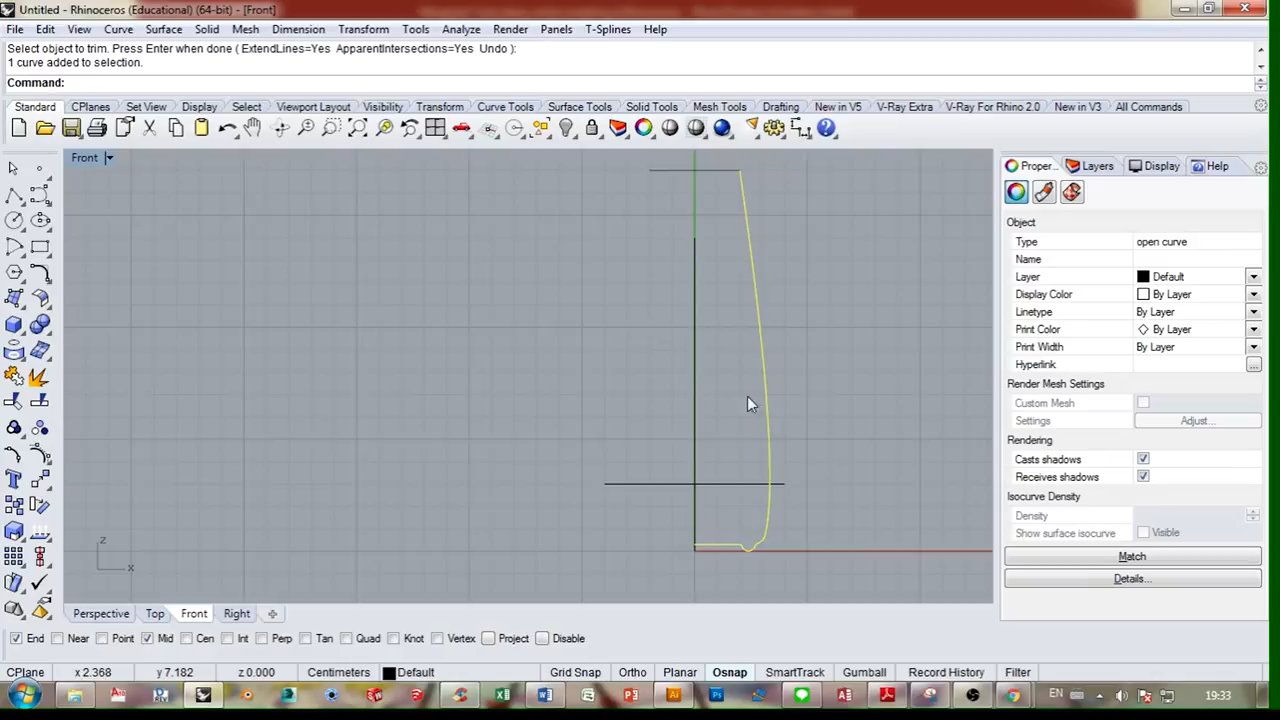 Untitled - Rhinoceros (Educational) (64-bit) - [Front]
File Edit View Curve Surface Solid Mesh Dimension Transform Tools Analyze Render Panels T-Splines Help
Select object to trim. Press Enter when done ( ExtendLines=Yes ApparentIntersections=Yes Undo ):
1 curve added to selection.
Command:
Standard CPlanes Set View Display Select Viewport Layout Visibility Transform Curve Tools Surface Tools Solid Tools Mesh Tools Drafting New in V5 V-Ray Extra V-Ray For Rhino 2.0 New in V3 All Commands
Front
Proper... Layers Display Help
Object
Type open curve
Name
Layer Default
Display Color By Layer
Linetype By Layer
Print Color By Layer
Print Width By Layer
Hyperlink ...
Render Mesh Settings
Custom Mesh
Settings Adjust...
Rendering
Casts shadows
Receives shadows
Isocurve Density
Density
Show surface isocurve Visible
Match
Details...
z
x
Perspective Top Front Right
End Near Point Mid Cen Int Perp Tan Quad Knot Vertex Project Disable
CPlane x 2.368 y 7.182 z 0.000 Centimeters Default Grid Snap Ortho Planar Osnap SmartTrack Gumball Record History Filter
EN 19:33